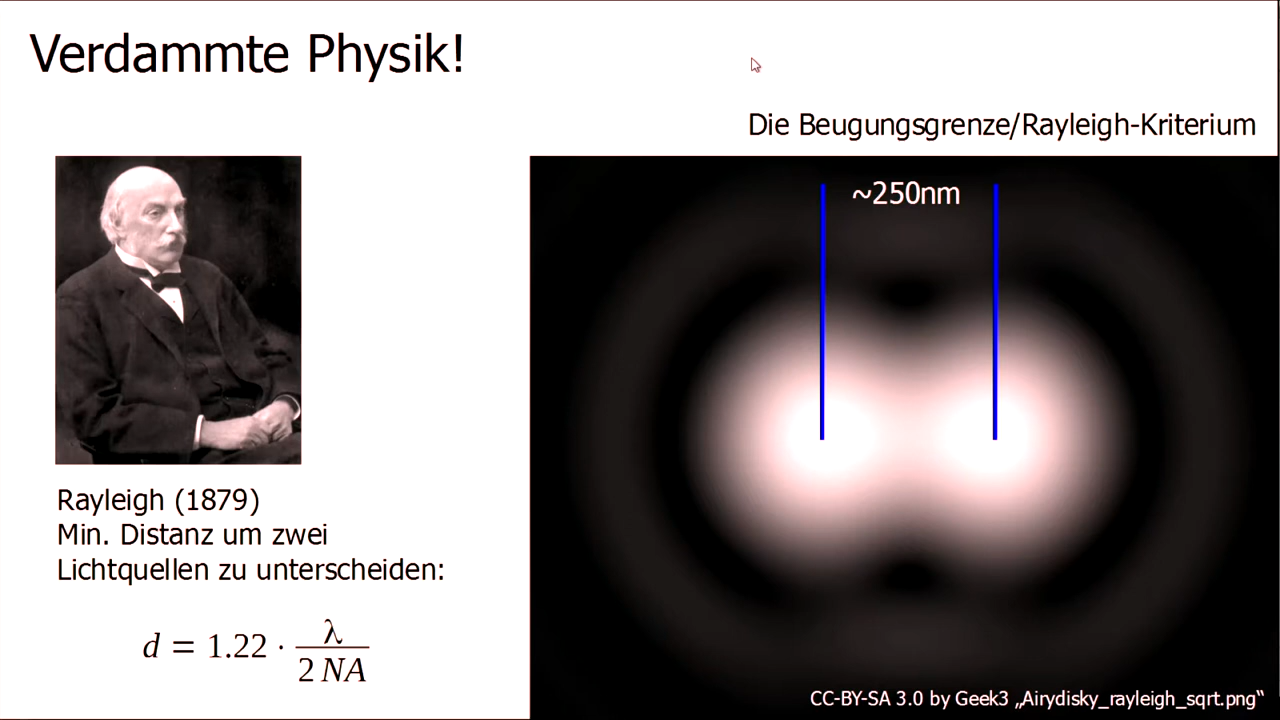 Verdammte Physik!
Die Beugungsgrenze/Rayleigh-Kriterium
~250nm
Rayleigh (1879)
Min. Distanz um zwei
Lichtquellen zu unterscheiden:
d = 1.22 · λ / 2 NA
CC-BY-SA 3.0 by Geek3 „Airydisky_rayleigh_sqrt.png“